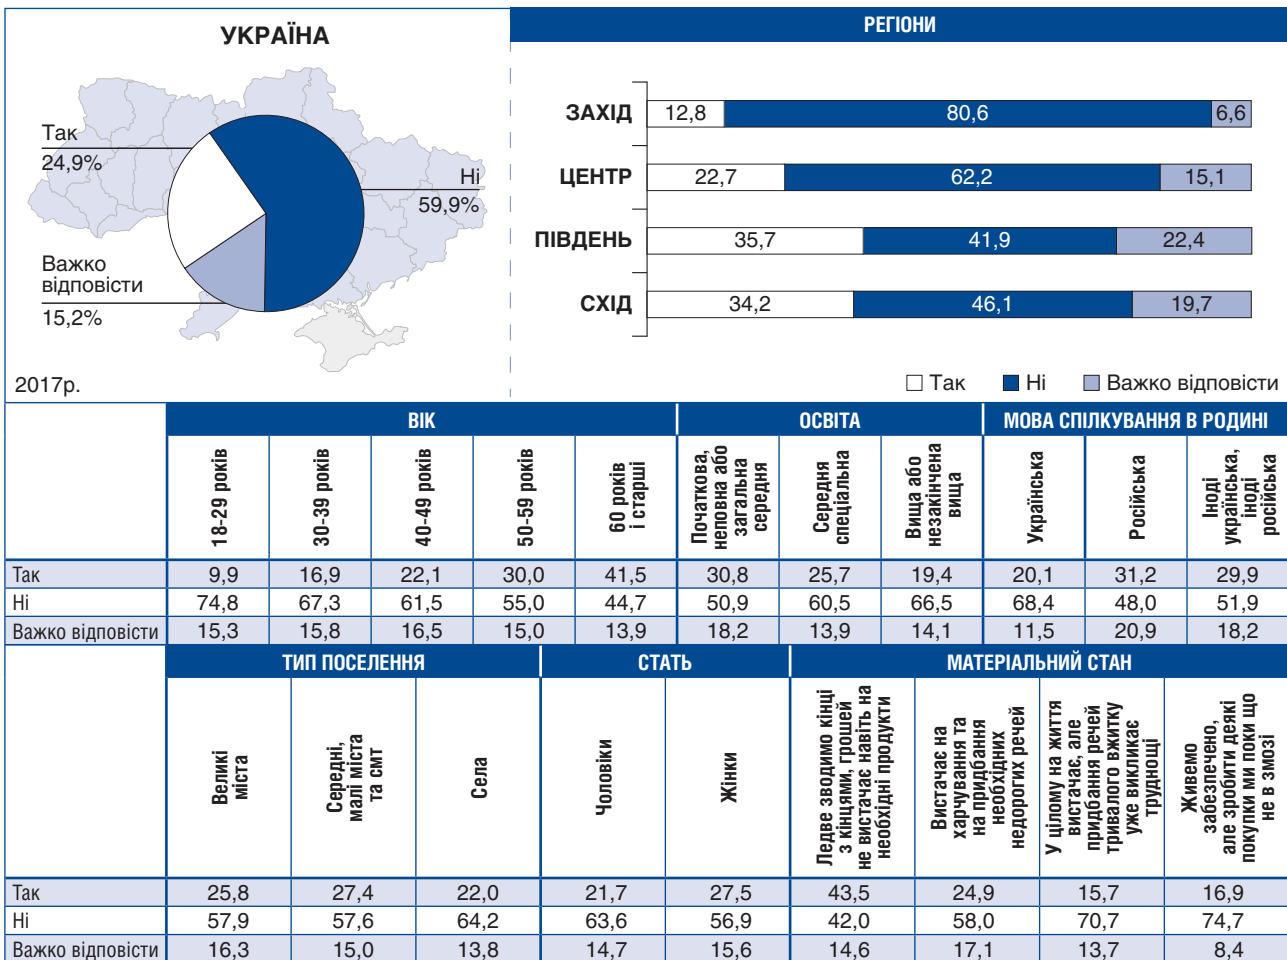 УКРАЇНА
Так
24,9%
Ні
59,9%
Важко
відповісти
15,2%
2017р.
РЕГІОНИ
ЗАХІД 12,8 80,6 6,6
ЦЕНТР 22,7 62,2 15,1
ПІВДЕНЬ 35,7 41,9 22,4
СХІД 34,2 46,1 19,7
Так Ні Важко відповісти
ВІК ОСВІТА МОВА СПІЛКУВАННЯ В РОДИНІ
18-29 років
30-39 років
40-49 років
50-59 років
60 років
і старші
Початкова,
неповна або
загальна
середня
Середня
спеціальна
Вища або
незакінчена
вища
Українська
Російська
Іноді
українська,
іноді
російська
Так 9,9 16,9 22,1 30,0 41,5 30,8 25,7 19,4 20,1 31,2 29,9
Ні 74,8 67,3 61,5 55,0 44,7 50,9 60,5 66,5 68,4 48,0 51,9
Важко відповісти 15,3 15,8 16,5 15,0 13,9 18,2 13,9 14,1 11,5 20,9 18,2
ТИП ПОСЕЛЕННЯ СТАТЬ МАТЕРІАЛЬНИЙ СТАН
Великі
міста
Середні,
малі міста
та смт
Села
Чоловіки
Жінки
Ледве зводимо кінці
з кінцями, грошей
не вистачає навіть на
необхідні продукти
Вистачає на
харчування та
на придбання
необхідних
недорогих речей
У цілому на життя
вистачає, але
придбання речей
тривалого вжитку
уже викликає
труднощі
Живемо
забезпечено,
але зробити деякі
покупки ми поки що
не в змозі
Так 25,8 27,4 22,0 21,7 27,5 43,5 24,9 15,7 16,9
Ні 57,9 57,6 64,2 63,6 56,9 42,0 58,0 70,7 74,7
Важко відповісти 16,3 15,0 13,8 14,7 15,6 14,6 17,1 13,7 8,4